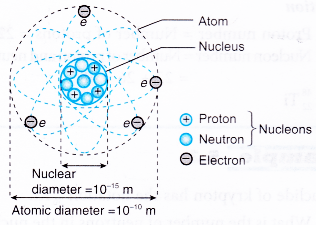 e
Atom
Nucleus
e
e
e
Proton
Neutron
Nucleons
Electron
Nuclear
diameter =10⁻¹⁵ m
Atomic diameter =10⁻¹⁰ m